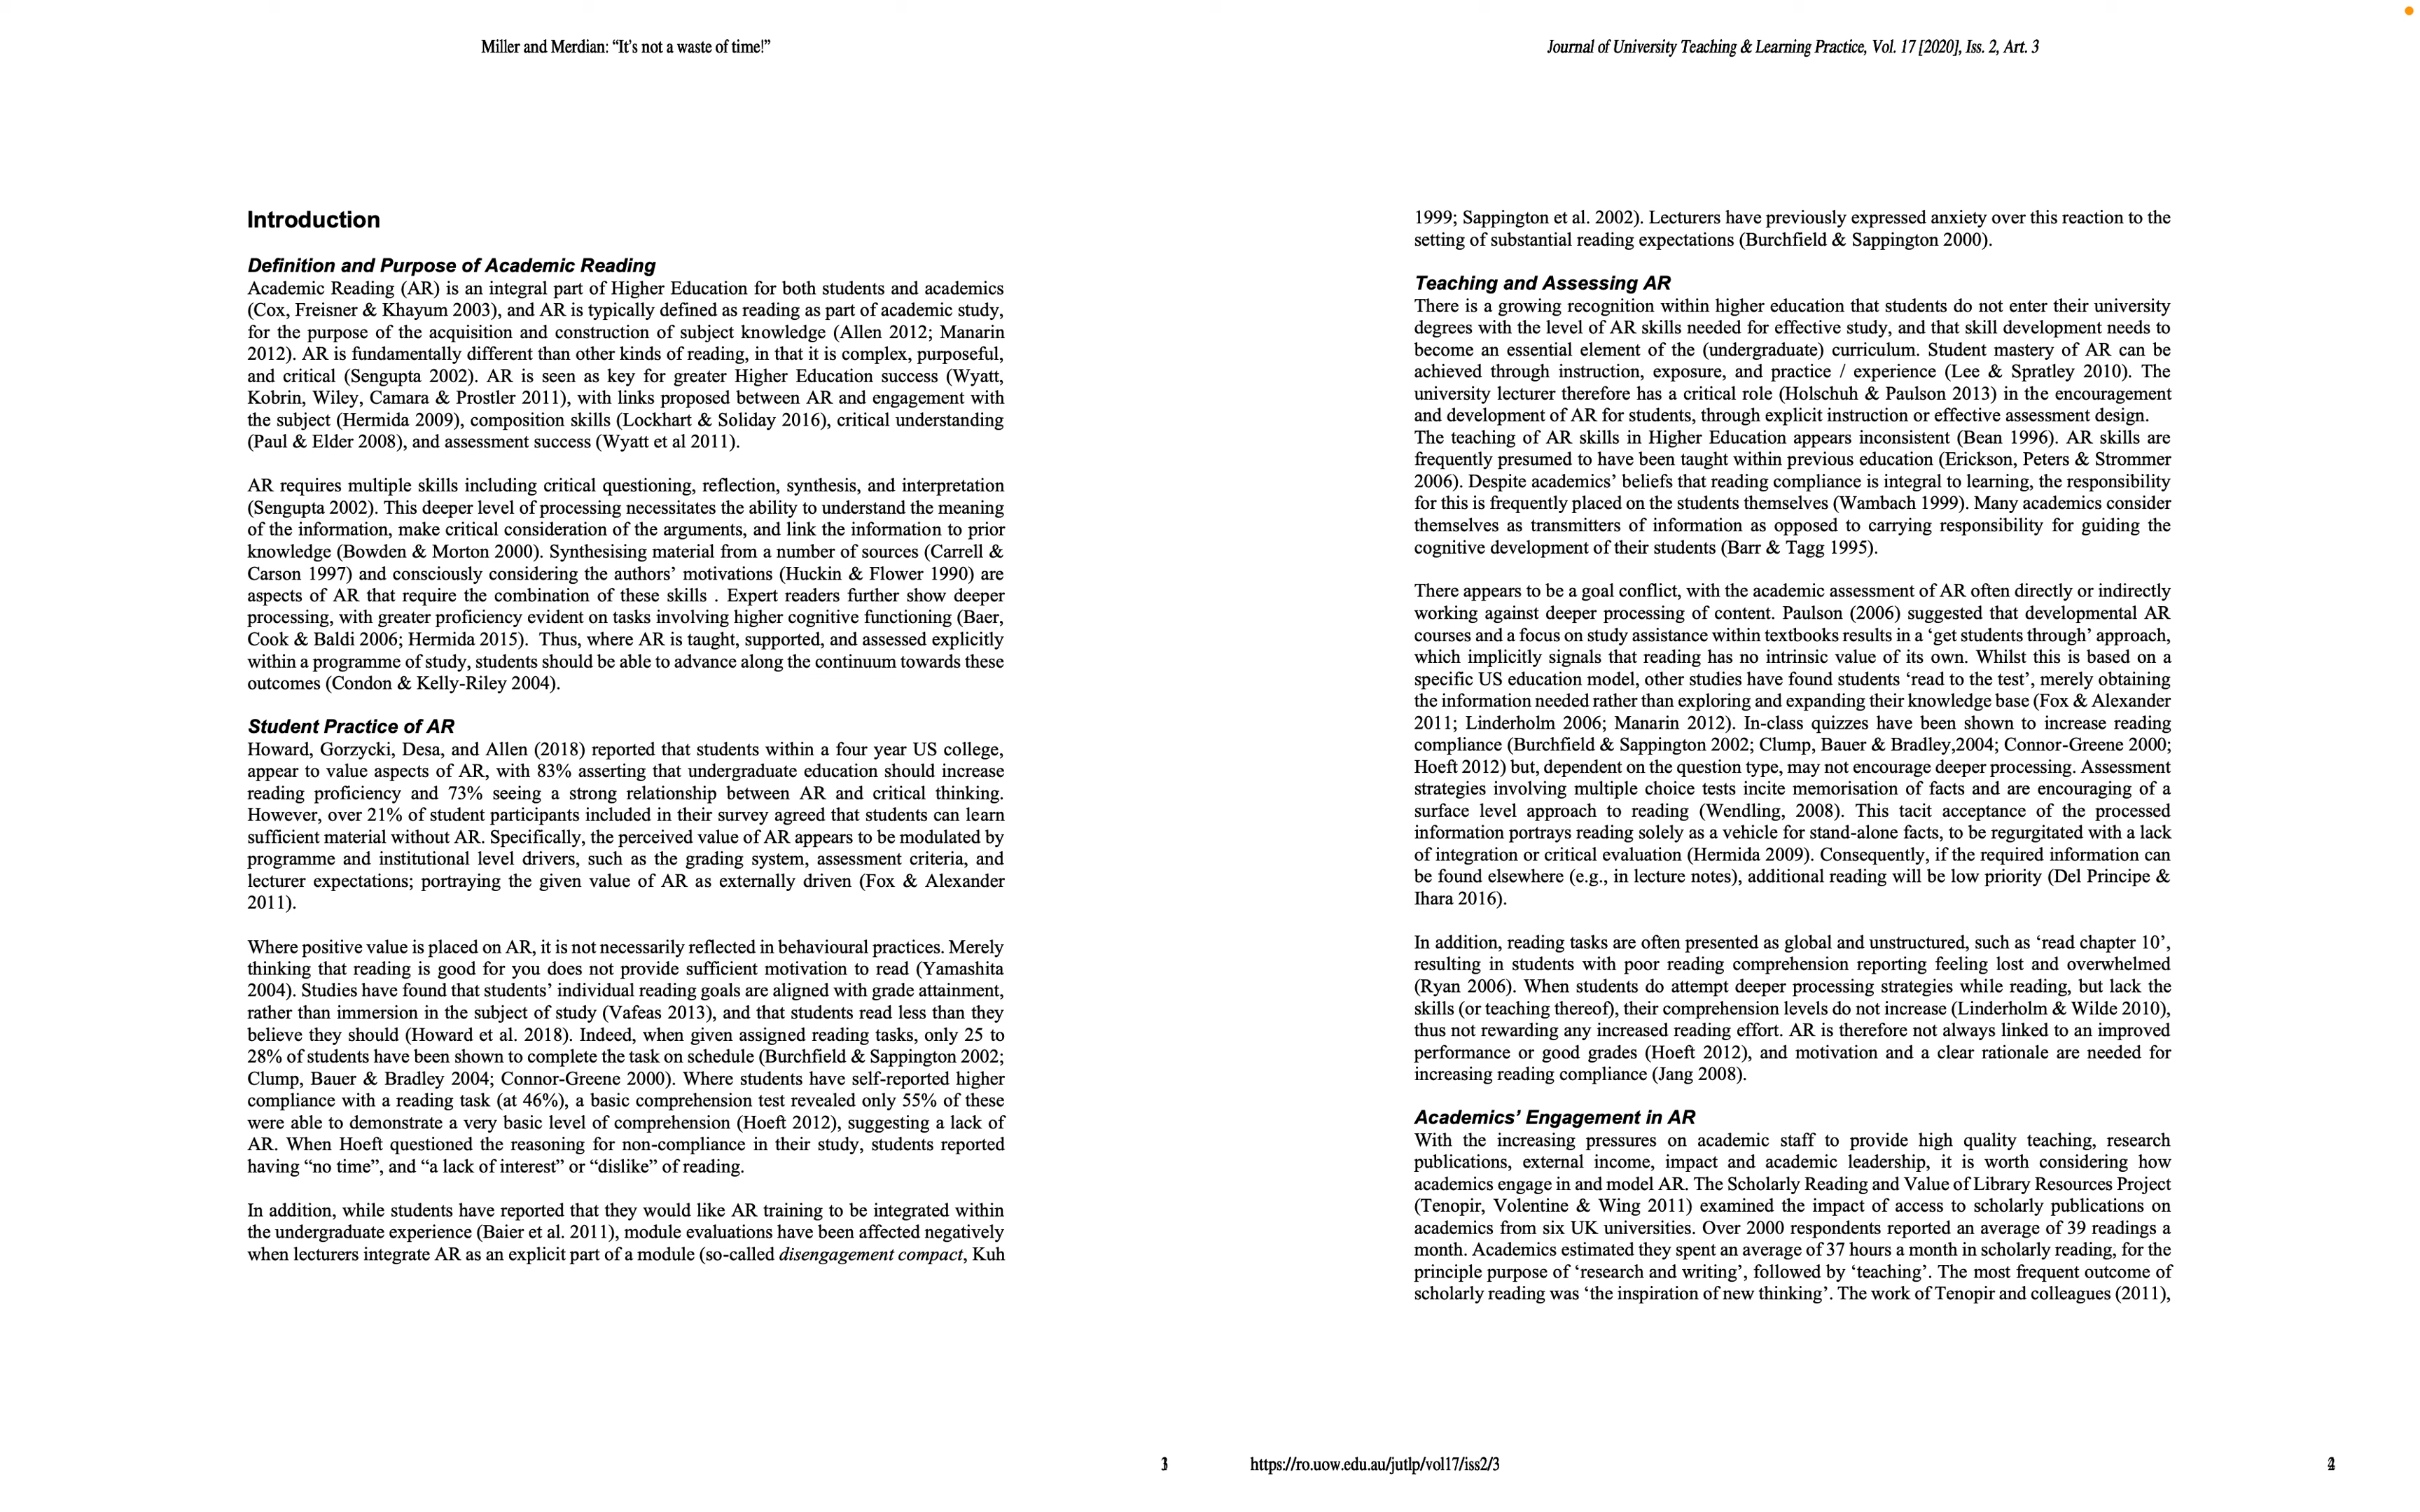 Miller and Merdian: “It’s not a waste of time!”
Introduction
Definition and Purpose of Academic Reading
Academic Reading (AR) is an integral part of Higher Education for both students and academics
(Cox, Freisner & Khayum 2003), and AR is typically defined as reading as part of academic study,
for the purpose of the acquisition and construction of subject knowledge (Allen 2012; Manarin
2012). AR is fundamentally different than other kinds of reading, in that it is complex, purposeful,
and critical (Sengupta 2002). AR is seen as key for greater Higher Education success (Wyatt,
Kobrin, Wiley, Camara & Prostler 2011), with links proposed between AR and engagement with
the subject (Hermida 2009), composition skills (Lockhart & Soliday 2016), critical understanding
(Paul & Elder 2008), and assessment success (Wyatt et al 2011).
AR requires multiple skills including critical questioning, reflection, synthesis, and interpretation
(Sengupta 2002). This deeper level of processing necessitates the ability to understand the meaning
of the information, make critical consideration of the arguments, and link the information to prior
knowledge (Bowden & Morton 2000). Synthesising material from a number of sources (Carrell &
Carson 1997) and consciously considering the authors’ motivations (Huckin & Flower 1990) are
aspects of AR that require the combination of these skills . Expert readers further show deeper
processing, with greater proficiency evident on tasks involving higher cognitive functioning (Baer,
Cook & Baldi 2006; Hermida 2015).  Thus, where AR is taught, supported, and assessed explicitly
within a programme of study, students should be able to advance along the continuum towards these
outcomes (Condon & Kelly-Riley 2004).
Student Practice of AR
Howard, Gorzycki, Desa, and Allen (2018) reported that students within a four year US college,
appear to value aspects of AR, with 83% asserting that undergraduate education should increase
reading proficiency and 73% seeing a strong relationship between AR and critical thinking.
However, over 21% of student participants included in their survey agreed that students can learn
sufficient material without AR. Specifically, the perceived value of AR appears to be modulated by
programme and institutional level drivers, such as the grading system, assessment criteria, and
lecturer expectations; portraying the given value of AR as externally driven (Fox & Alexander
2011).
Where positive value is placed on AR, it is not necessarily reflected in behavioural practices. Merely
thinking that reading is good for you does not provide sufficient motivation to read (Yamashita
2004). Studies have found that students’ individual reading goals are aligned with grade attainment,
rather than immersion in the subject of study (Vafeas 2013), and that students read less than they
believe they should (Howard et al. 2018). Indeed, when given assigned reading tasks, only 25 to
28% of students have been shown to complete the task on schedule (Burchfield & Sappington 2002;
Clump, Bauer & Bradley 2004; Connor-Greene 2000). Where students have self-reported higher
compliance with a reading task (at 46%), a basic comprehension test revealed only 55% of these
were able to demonstrate a very basic level of comprehension (Hoeft 2012), suggesting a lack of
AR. When Hoeft questioned the reasoning for non-compliance in their study, students reported
having “no time”, and “a lack of interest” or “dislike” of reading.
In addition, while students have reported that they would like AR training to be integrated within
the undergraduate experience (Baier et al. 2011), module evaluations have been affected negatively
when lecturers integrate AR as an explicit part of a module (so-called disengagement compact, Kuh
Journal of University Teaching & Learning Practice, Vol. 17 [2020], Iss. 2, Art. 3
1999; Sappington et al. 2002). Lecturers have previously expressed anxiety over this reaction to the
setting of substantial reading expectations (Burchfield & Sappington 2000).
Teaching and Assessing AR
There is a growing recognition within higher education that students do not enter their university
degrees with the level of AR skills needed for effective study, and that skill development needs to
become an essential element of the (undergraduate) curriculum. Student mastery of AR can be
achieved through instruction, exposure, and practice / experience (Lee & Spratley 2010). The
university lecturer therefore has a critical role (Holschuh & Paulson 2013) in the encouragement
and development of AR for students, through explicit instruction or effective assessment design.
The teaching of AR skills in Higher Education appears inconsistent (Bean 1996). AR skills are
frequently presumed to have been taught within previous education (Erickson, Peters & Strommer
2006). Despite academics’ beliefs that reading compliance is integral to learning, the responsibility
for this is frequently placed on the students themselves (Wambach 1999). Many academics consider
themselves as transmitters of information as opposed to carrying responsibility for guiding the
cognitive development of their students (Barr & Tagg 1995).
There appears to be a goal conflict, with the academic assessment of AR often directly or indirectly
working against deeper processing of content. Paulson (2006) suggested that developmental AR
courses and a focus on study assistance within textbooks results in a ‘get students through’ approach,
which implicitly signals that reading has no intrinsic value of its own. Whilst this is based on a
specific US education model, other studies have found students ‘read to the test’, merely obtaining
the information needed rather than exploring and expanding their knowledge base (Fox & Alexander
2011; Linderholm 2006; Manarin 2012). In-class quizzes have been shown to increase reading
compliance (Burchfield & Sappington 2002; Clump, Bauer & Bradley,2004; Connor-Greene 2000;
Hoeft 2012) but, dependent on the question type, may not encourage deeper processing. Assessment
strategies involving multiple choice tests incite memorisation of facts and are encouraging of a
surface level approach to reading (Wendling, 2008). This tacit acceptance of the processed
information portrays reading solely as a vehicle for stand-alone facts, to be regurgitated with a lack
of integration or critical evaluation (Hermida 2009). Consequently, if the required information can
be found elsewhere (e.g., in lecture notes), additional reading will be low priority (Del Principe &
Ihara 2016).
In addition, reading tasks are often presented as global and unstructured, such as ‘read chapter 10’,
resulting in students with poor reading comprehension reporting feeling lost and overwhelmed
(Ryan 2006). When students do attempt deeper processing strategies while reading, but lack the
skills (or teaching thereof), their comprehension levels do not increase (Linderholm & Wilde 2010),
thus not rewarding any increased reading effort. AR is therefore not always linked to an improved
performance or good grades (Hoeft 2012), and motivation and a clear rationale are needed for
increasing reading compliance (Jang 2008).
Academics’ Engagement in AR
With the increasing pressures on academic staff to provide high quality teaching, research
publications, external income, impact and academic leadership, it is worth considering how
academics engage in and model AR. The Scholarly Reading and Value of Library Resources Project
(Tenopir, Volentine & Wing 2011) examined the impact of access to scholarly publications on
academics from six UK universities. Over 2000 respondents reported an average of 39 readings a
month. Academics estimated they spent an average of 37 hours a month in scholarly reading, for the
principle purpose of ‘research and writing’, followed by ‘teaching’. The most frequent outcome of
scholarly reading was ‘the inspiration of new thinking’. The work of Tenopir and colleagues (2011),
https://ro.uow.edu.au/jutlp/vol17/iss2/3